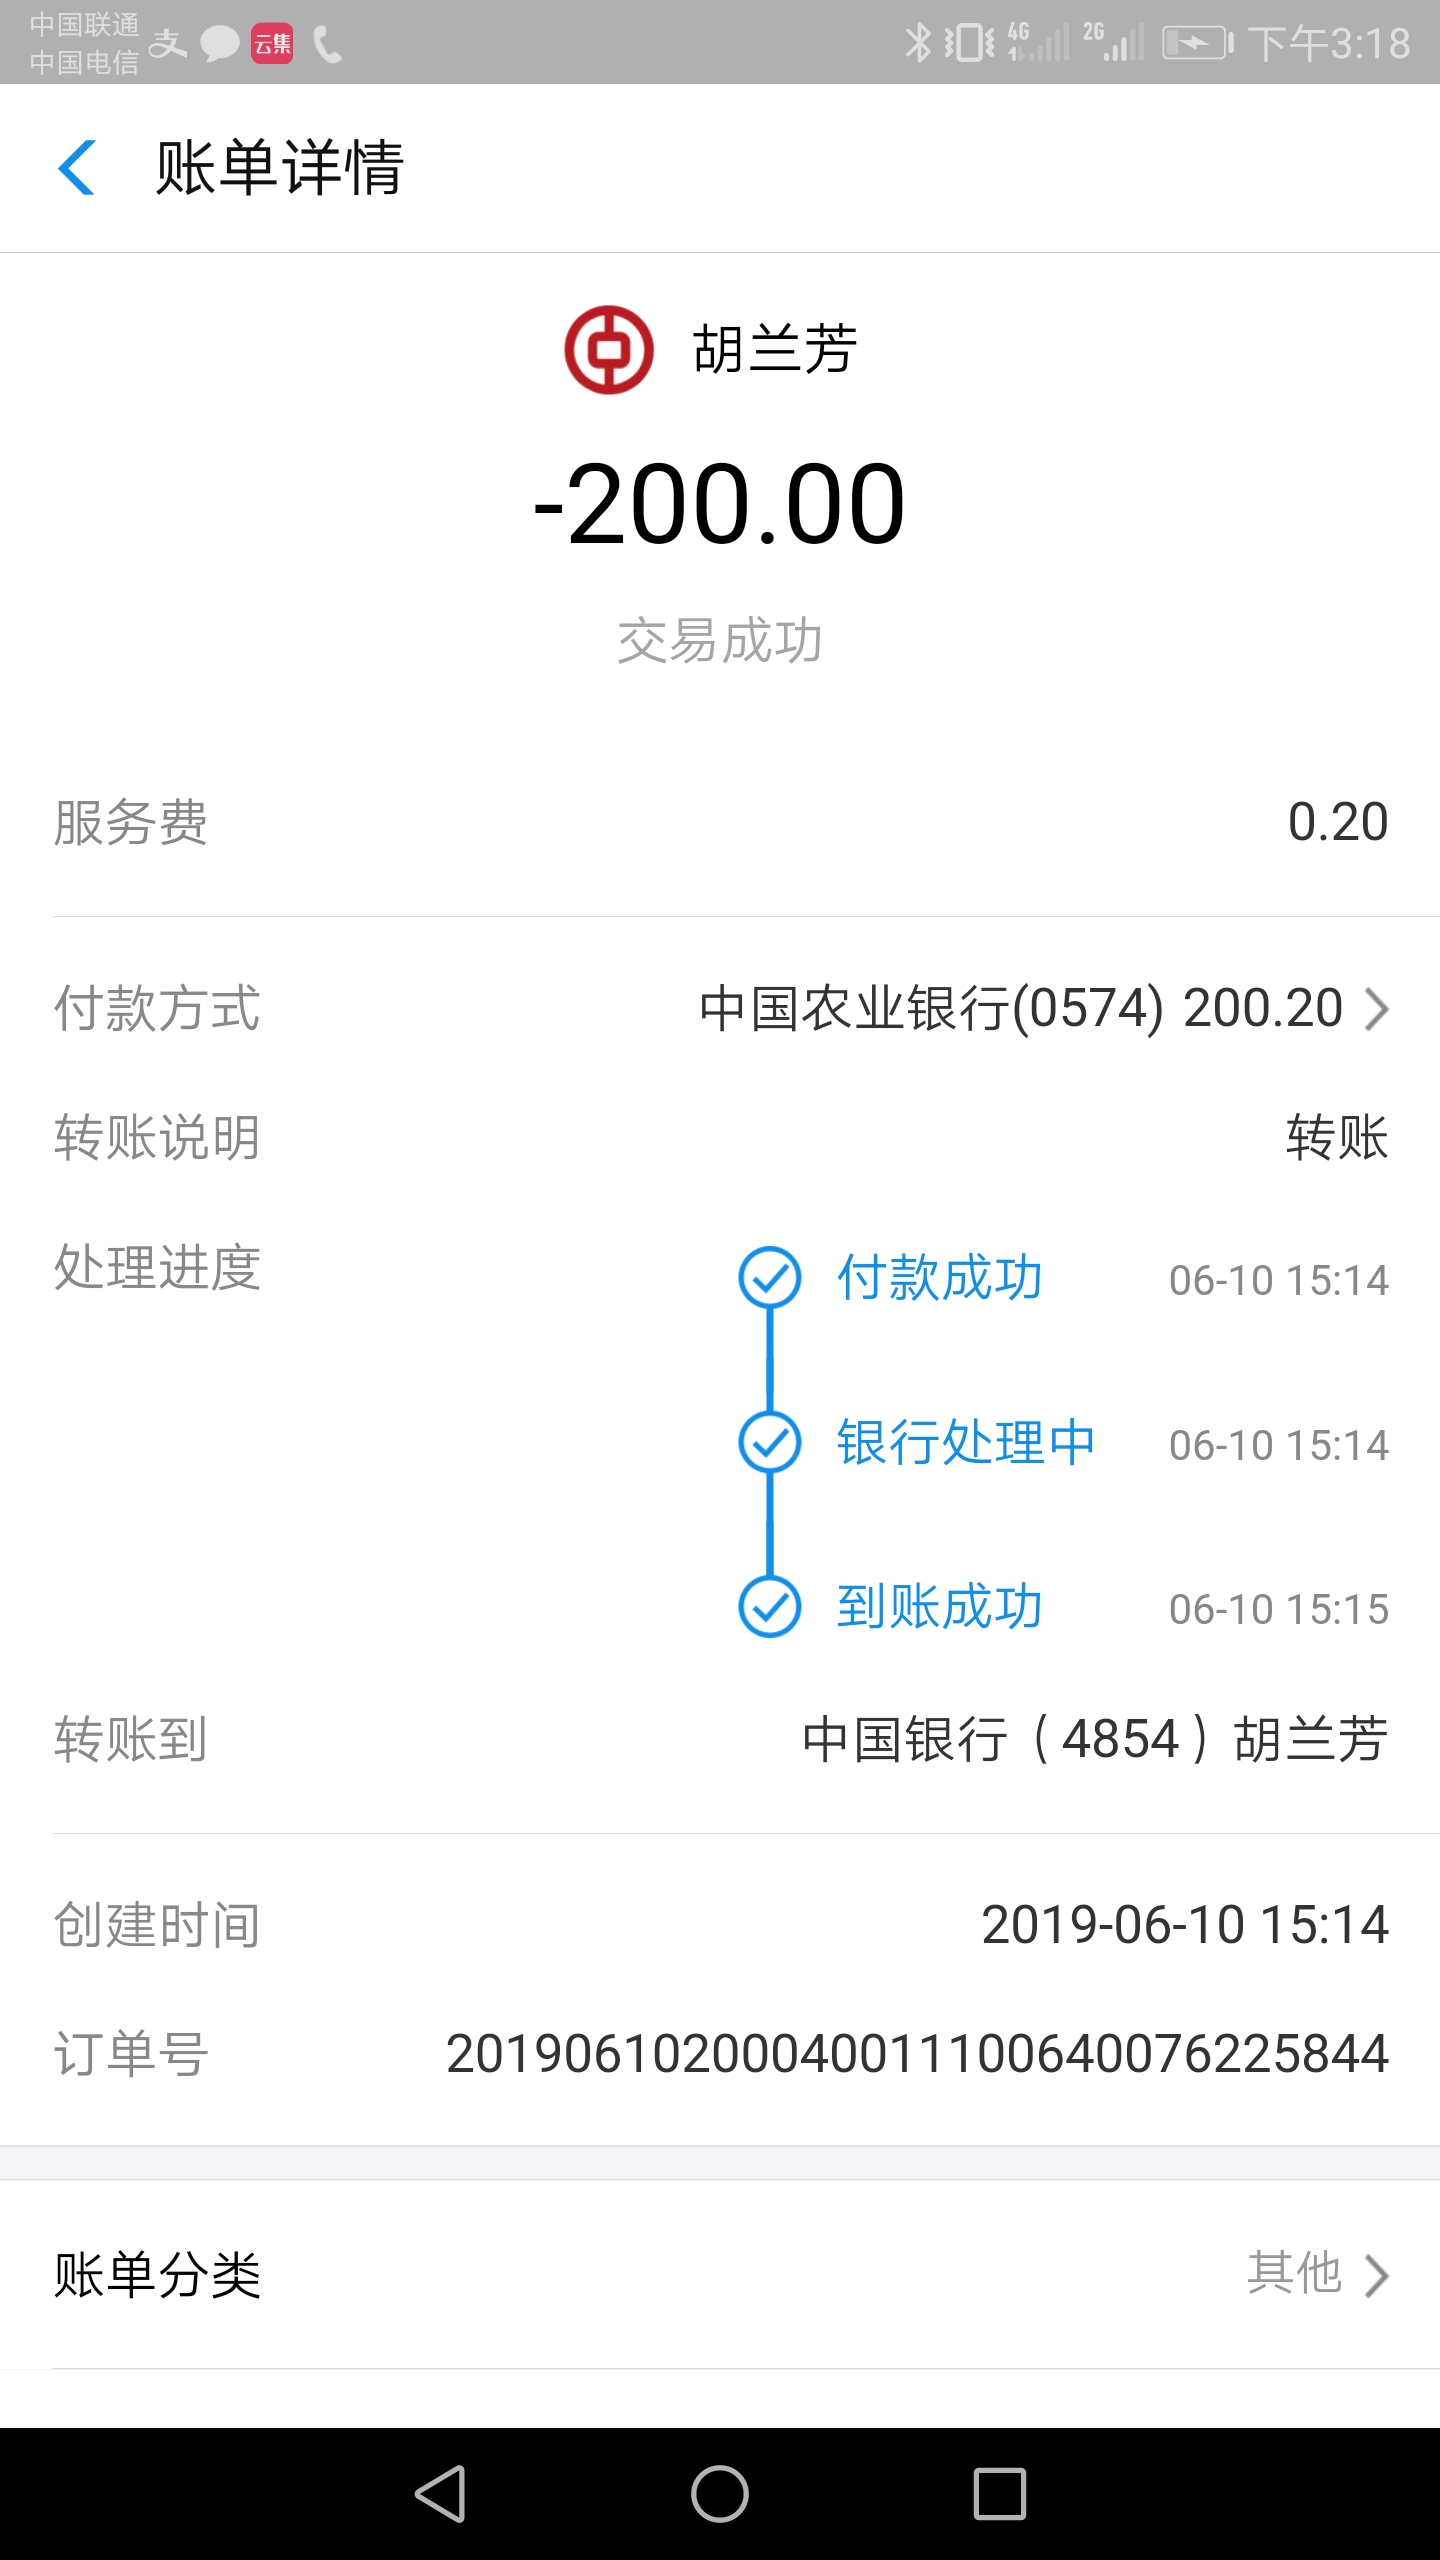 中国联通
中国电信
支 云集 4G 2G 下午3:18
账单详情
胡兰芳
-200.00
交易成功
服务费 0.20
付款方式 中国农业银行(0574) 200.20
转账说明 转账
处理进度 付款成功 06-10 15:14
银行处理中 06-10 15:14
到账成功 06-10 15:15
转账到 中国银行（4854）胡兰芳
创建时间 2019-06-10 15:14
订单号 20190610200040011100640076225844
账单分类 其他